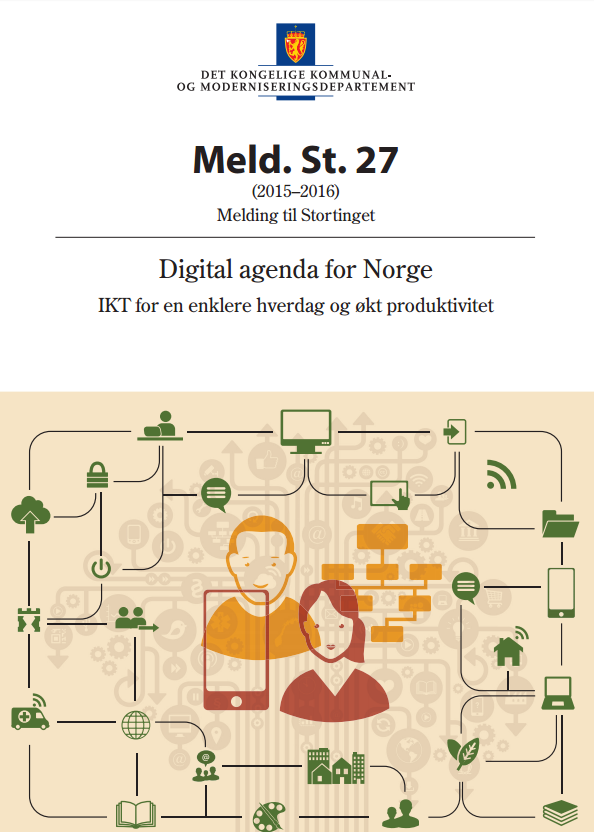 DET KONGELIGE KOMMUNAL-
OG MODERNISERINGSDEPARTEMENT
Meld. St. 27
(2015–2016)
Melding til Stortinget
Digital agenda for Norge
IKT for en enklere hverdag og økt produktivitet
@
@